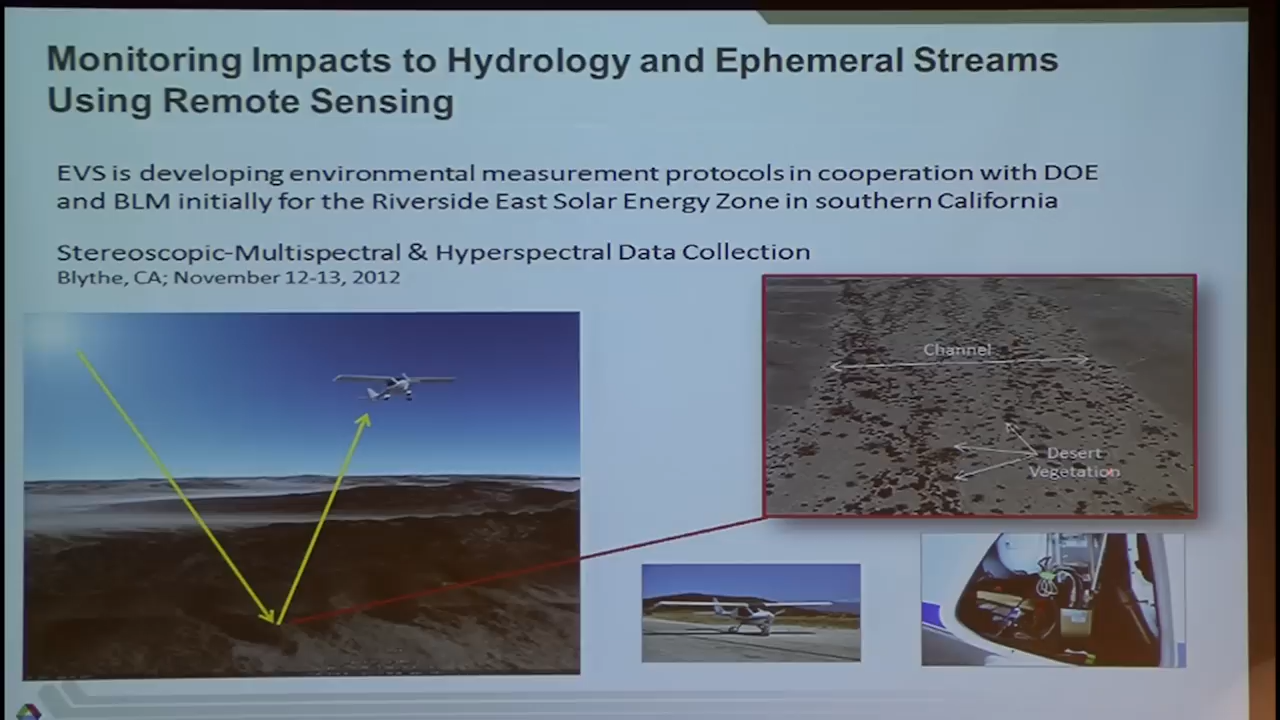 Monitoring Impacts to Hydrology and Ephemeral Streams
Using Remote Sensing
EVS is developing environmental measurement protocols in cooperation with DOE
and BLM initially for the Riverside East Solar Energy Zone in southern California
Stereoscopic-Multispectral & Hyperspectral Data Collection
Blythe, CA; November 12-13, 2012
Channel
Desert
Vegetation